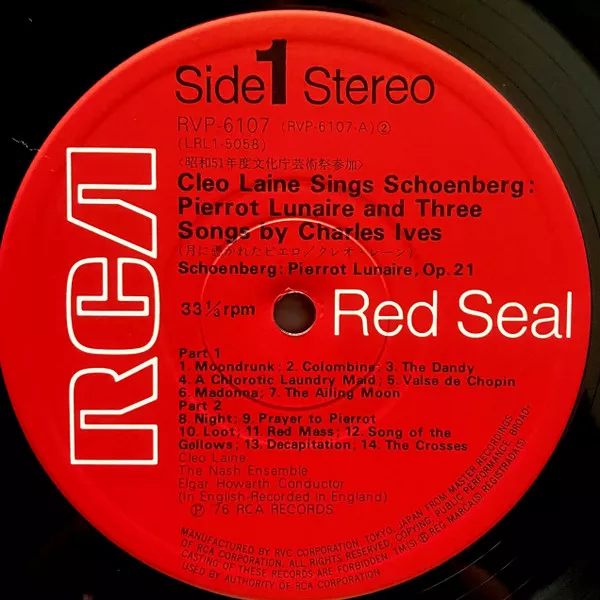 Side 1 Stereo
RVP-6107 (RVP-6107-A)②
(LRL1-5058)
〈昭和51年度文化庁芸術祭参加〉
Cleo Laine Sings Schoenberg:
Pierrot Lunaire and Three
Songs by Charles Ives
(月に憑かれたピエロ/クレオ・レーン)
Schoenberg: Pierrot Lunaire, Op. 21
33 1/3 rpm
Red Seal
RCA
Part 1
1. Moondrunk; 2. Colombine; 3. The Dandy
4. A Chlorotic Laundry Maid; 5. Valse de Chopin
6. Madonna; 7. The Ailing Moon
Part 2
8. Night; 9. Prayer to Pierrot
10. Loot; 11. Red Mass; 12. Song of the
Gallows; 13. Decapitation; 14. The Crosses
Cleo Laine
The Nash Ensemble
Elgar Howarth Conductor
(In English-Recorded in England)
Ⓟ '76 RCA RECORDS
MANUFACTURED BY RVC CORPORATION, TOKYO, JAPAN FROM MASTER RECORDINGS
OF RCA CORPORATION. ALL RIGHTS RESERVED, COPYING, PUBLIC PERFORMANCE, BROAD-
CASTING OF THESE RECORDS ARE FORBIDDEN. TM(S) ® REG. MARCA(S) REGISTRADA(S)
USED BY AUTHORITY OF RCA CORPORATION